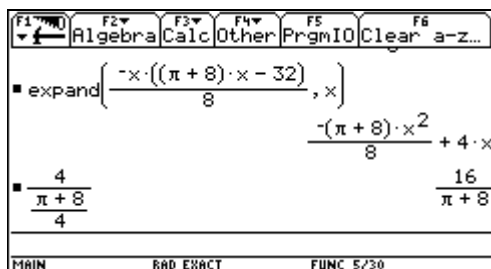 F1 F2 F3 F4 F5 F6
Algebra Calc Other PrgmIO Clear a-z…
▪ expand(⁻x·((π + 8)·x − 32) / 8, x)
⁻(π + 8)·x² / 8 + 4·x
▪ 4 / ((π + 8) / 4) 16 / (π + 8)
MAIN RAD EXACT FUNC 5/30